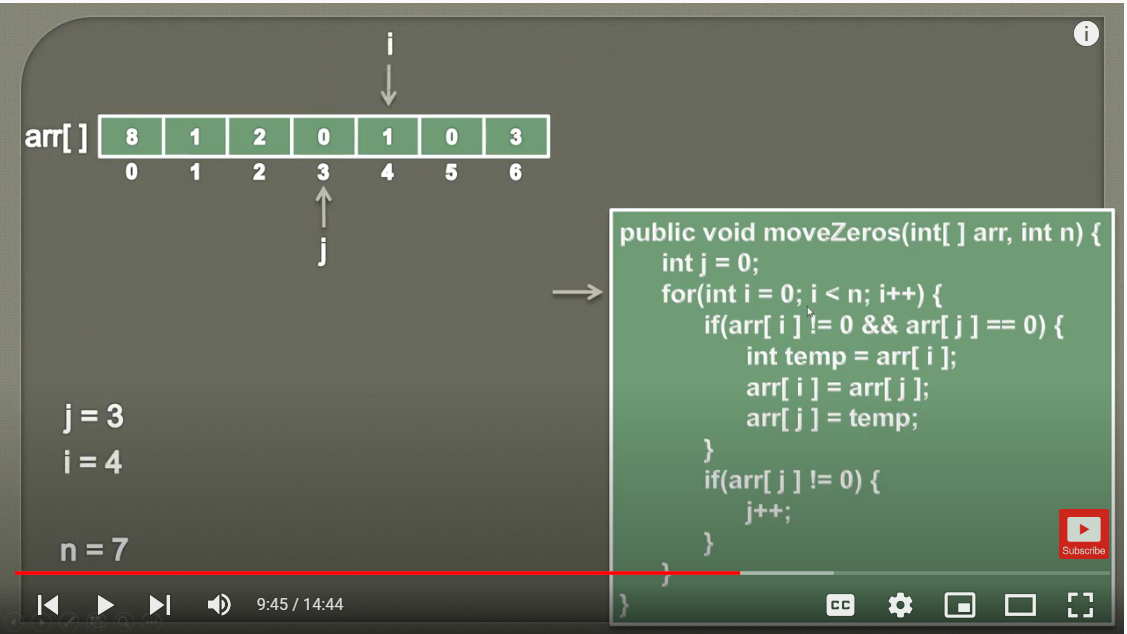 i
arr[ ] 8 1 2 0 1 0 3
0 1 2 3 4 5 6
j
public void moveZeros(int[ ] arr, int n) {
int j = 0;
for(int i = 0; i < n; i++) {
if(arr[ i ] != 0 && arr[ j ] == 0) {
int temp = arr[ i ];
arr[ i ] = arr[ j ];
arr[ j ] = temp;
}
if(arr[ j ] != 0) {
j++;
}
}
}
j = 3
i = 4
n = 7
Subscribe
9:45 / 14:44
CC
i